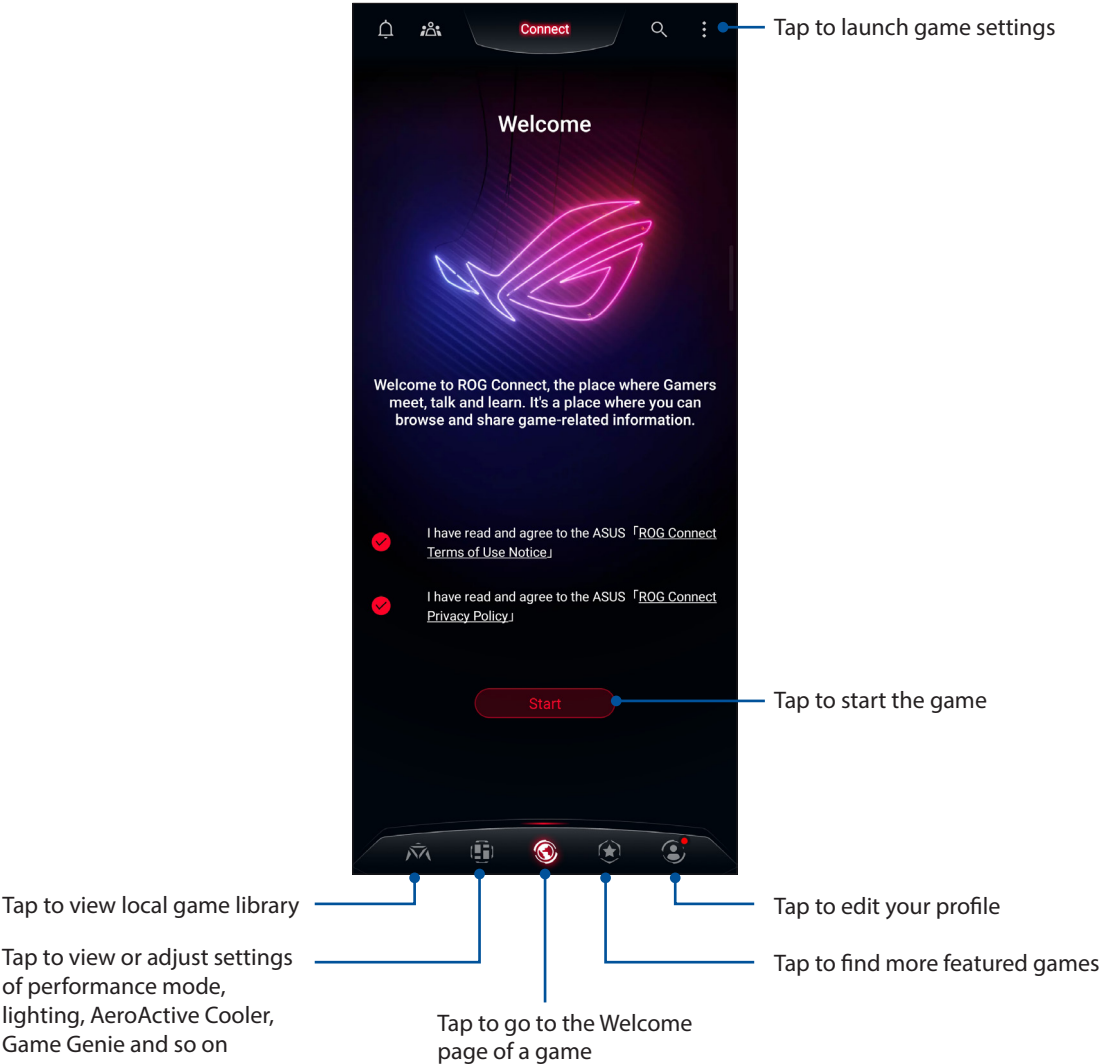 Connect
Tap to launch game settings
Welcome
Welcome to ROG Connect, the place where Gamers
meet, talk and learn. It's a place where you can
browse and share game-related information.
I have read and agree to the ASUS「ROG Connect
Terms of Use Notice」
I have read and agree to the ASUS「ROG Connect
Privacy Policy」
Start
Tap to start the game
Tap to view local game library
Tap to edit your profile
Tap to view or adjust settings
of performance mode,
lighting, AeroActive Cooler,
Game Genie and so on
Tap to find more featured games
Tap to go to the Welcome
page of a game